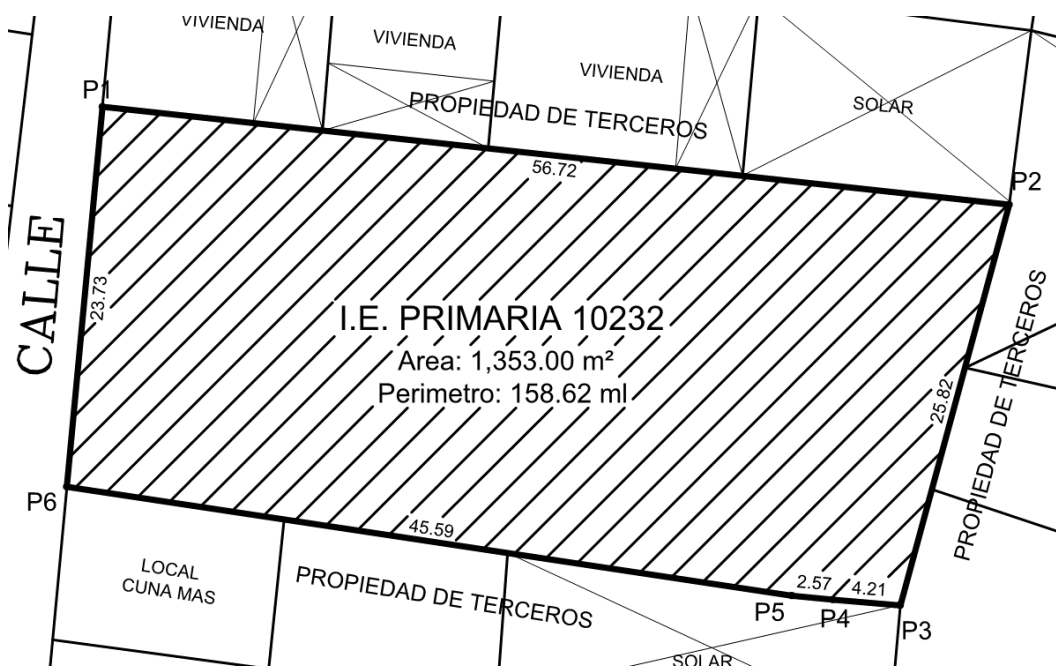 VIVIENDA
VIVIENDA
VIVIENDA
SOLAR
P1
PROPIEDAD DE TERCEROS
56.72
P2
CALLE
23.73
I.E. PRIMARIA 10232
Area: 1,353.00 m²
Perimetro: 158.62 ml
25.82
PROPIEDAD DE TERCEROS
P6
45.59
LOCAL
CUNA MAS
PROPIEDAD DE TERCEROS
2.57
4.21
P5
P4
P3
SOLAR